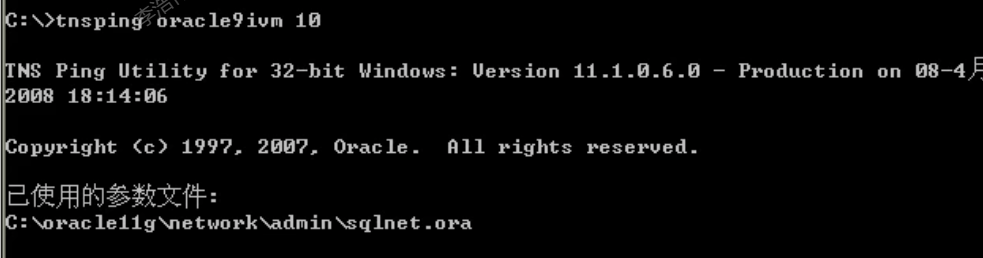 C:\>tnsping oracle9ivm 10
TNS Ping Utility for 32-bit Windows: Version 11.1.0.6.0 - Production on 08-4月
2008 18:14:06
Copyright (c) 1997, 2007, Oracle.  All rights reserved.
已使用的参数文件:
C:\oracle11g\network\admin\sqlnet.ora